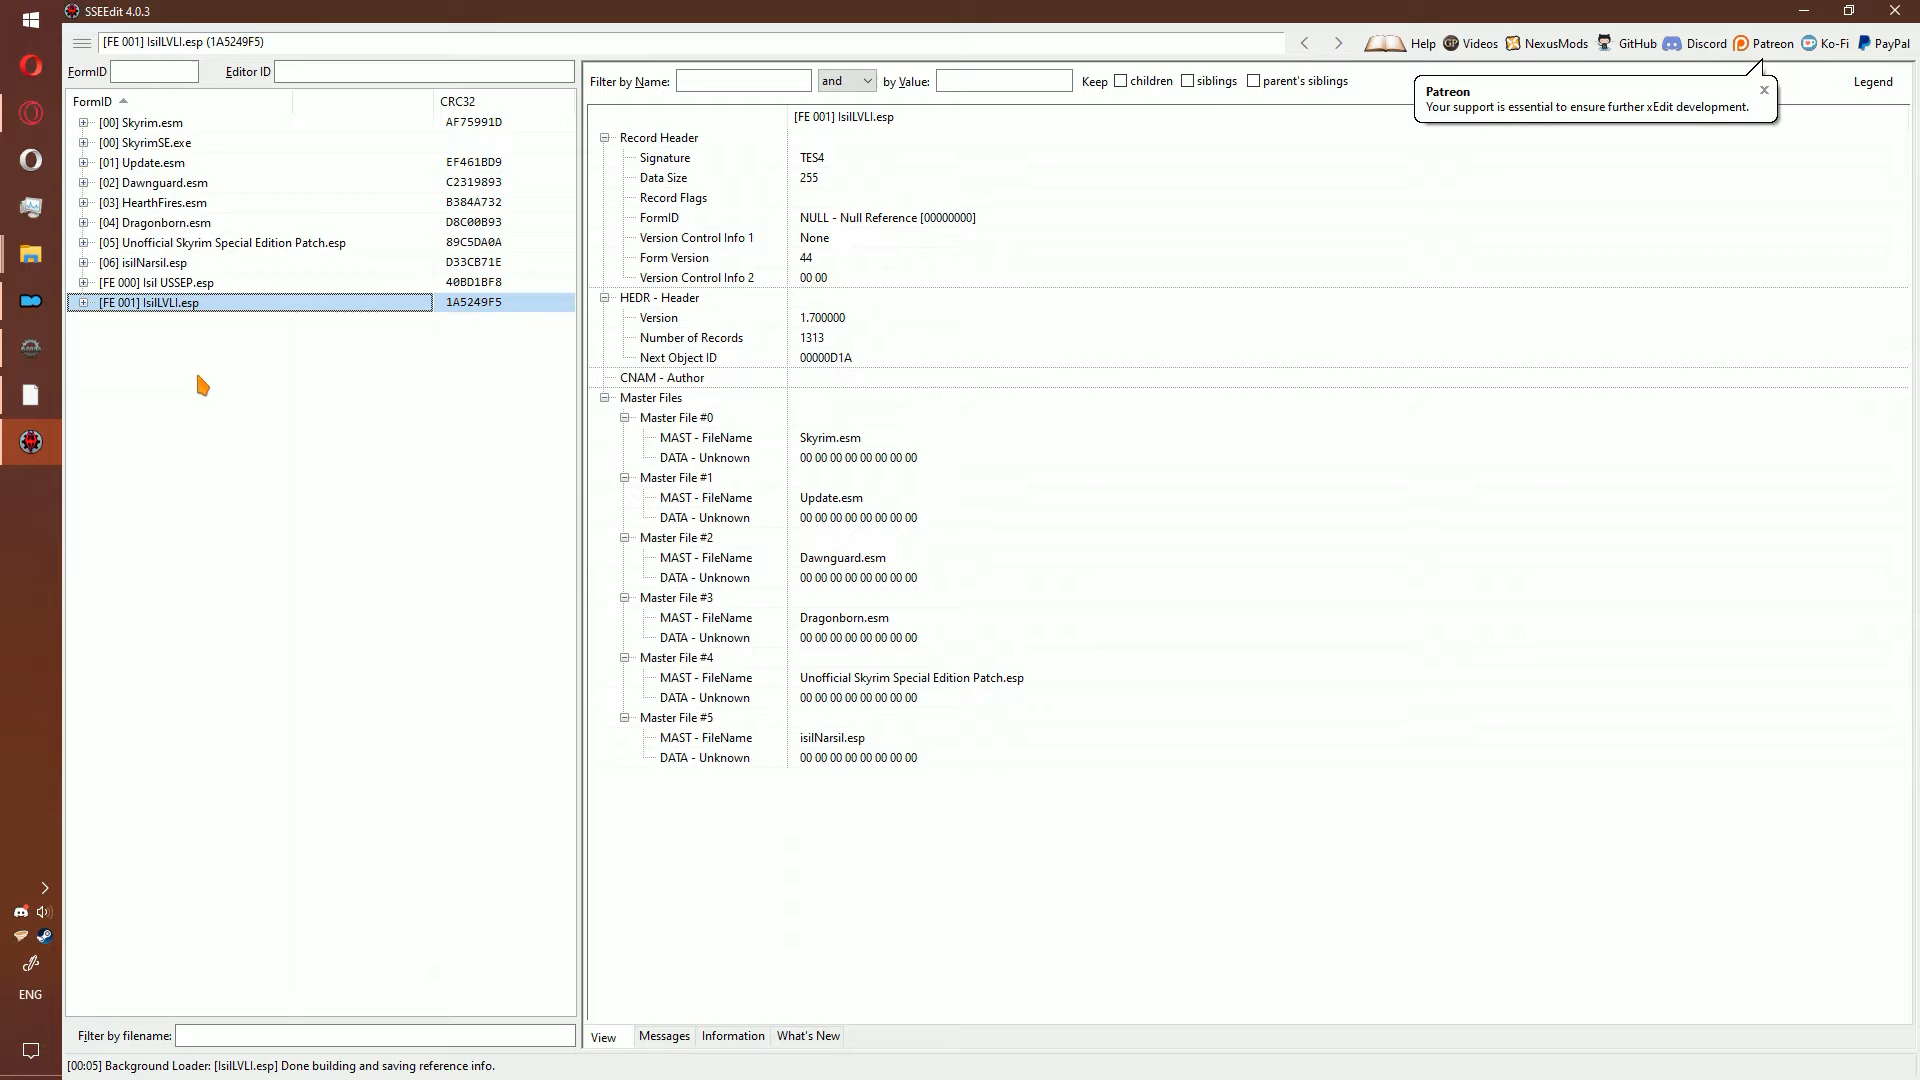 SSEEdit 4.0.3
[FE 001] IsilLVLI.esp (1A5249F5)
Help Videos NexusMods GitHub Discord Patreon Ko-Fi PayPal
FormID Editor ID
Filter by Name: and by Value: Keep children siblings parent's siblings Legend
Patreon
Your support is essential to ensure further xEdit development.
FormID CRC32
[00] Skyrim.esm AF75991D
[00] SkyrimSE.exe
[01] Update.esm EF461BD9
[02] Dawnguard.esm C2319893
[03] HearthFires.esm B384A732
[04] Dragonborn.esm D8C00B93
[05] Unofficial Skyrim Special Edition Patch.esp 89C5DA0A
[06] isilNarsil.esp D33CB71E
[FE 000] Isil USSEP.esp 40BD1BF8
[FE 001] IsilLVLI.esp 1A5249F5
[FE 001] IsilLVLI.esp
Record Header
Signature TES4
Data Size 255
Record Flags
FormID NULL - Null Reference [00000000]
Version Control Info 1 None
Form Version 44
Version Control Info 2 00 00
HEDR - Header
Version 1.700000
Number of Records 1313
Next Object ID 00000D1A
CNAM - Author
Master Files
Master File #0
MAST - FileName Skyrim.esm
DATA - Unknown 00 00 00 00 00 00 00 00
Master File #1
MAST - FileName Update.esm
DATA - Unknown 00 00 00 00 00 00 00 00
Master File #2
MAST - FileName Dawnguard.esm
DATA - Unknown 00 00 00 00 00 00 00 00
Master File #3
MAST - FileName Dragonborn.esm
DATA - Unknown 00 00 00 00 00 00 00 00
Master File #4
MAST - FileName Unofficial Skyrim Special Edition Patch.esp
DATA - Unknown 00 00 00 00 00 00 00 00
Master File #5
MAST - FileName isilNarsil.esp
DATA - Unknown 00 00 00 00 00 00 00 00
ENG
Filter by filename:
View Messages Information What's New
[00:05] Background Loader: [IsilLVLI.esp] Done building and saving reference info.